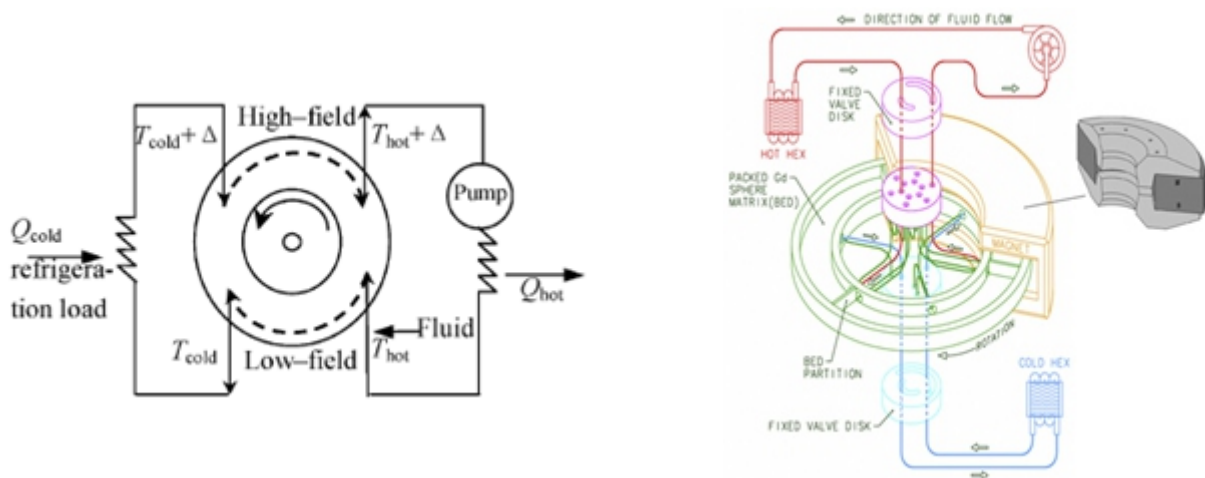 High–field
T_cold + Δ
T_hot + Δ
Pump
Q_cold
refrigera-
tion load
Q_hot
Fluid
T_cold
T_hot
Low–field
DIRECTION OF FLUID FLOW
FIXED
VALVE
DISK
HOT HEX
PACKED Gd
SPHERE
MATRIX(BED)
MAGNET
ROTATION
BED
PARTITION
COLD HEX
FIXED VALVE DISK